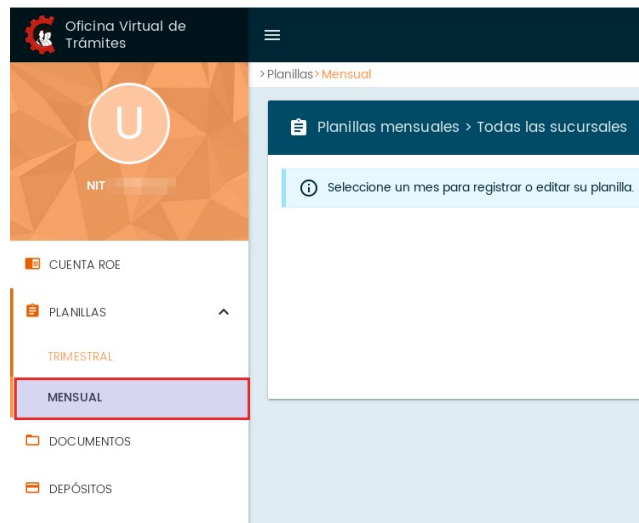 Oficina Virtual de
Trámites
U
NIT
CUENTA ROE
PLANILLAS
TRIMESTRAL
MENSUAL
DOCUMENTOS
DEPÓSITOS
>Planillas>Mensual
Planillas mensuales > Todas las sucursales
Seleccione un mes para registrar o editar su planilla.